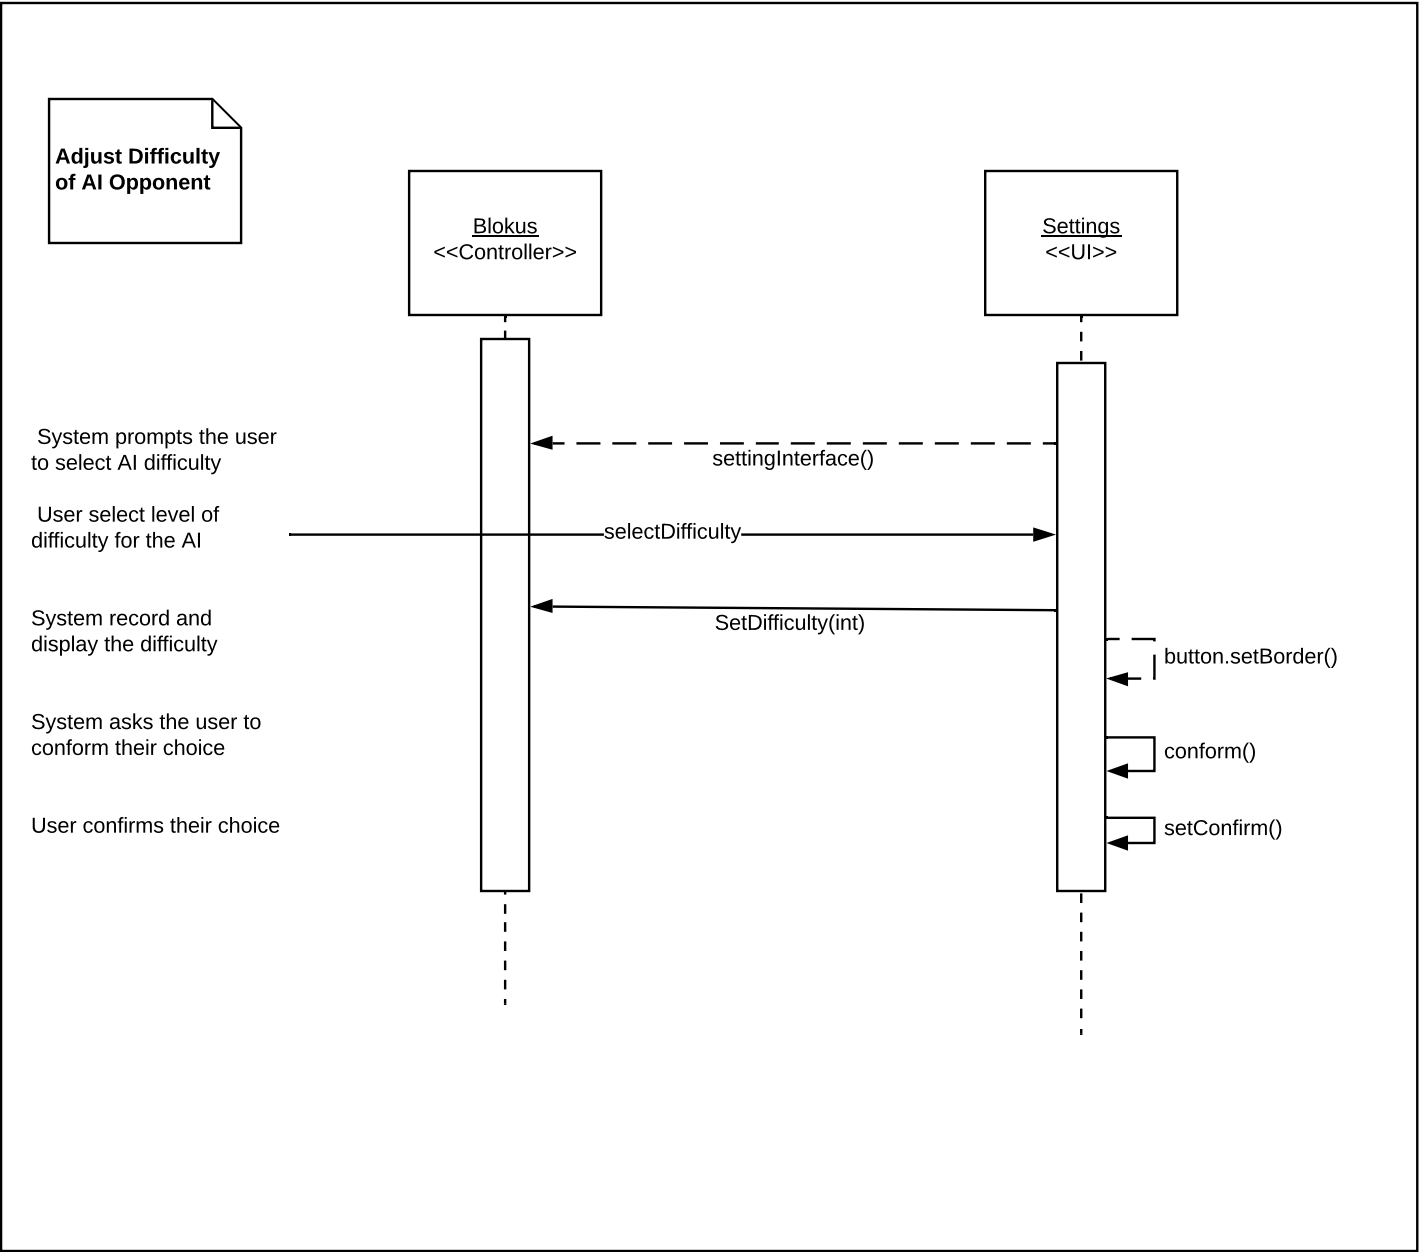 Adjust Difficulty
of AI Opponent
Blokus
<<Controller>>
Settings
<<UI>>
System prompts the user
to select AI difficulty
settingInterface()
User select level of
difficulty for the AI
selectDifficulty
System record and
display the difficulty
SetDifficulty(int)
button.setBorder()
System asks the user to
conform their choice
conform()
User confirms their choice
setConfirm()